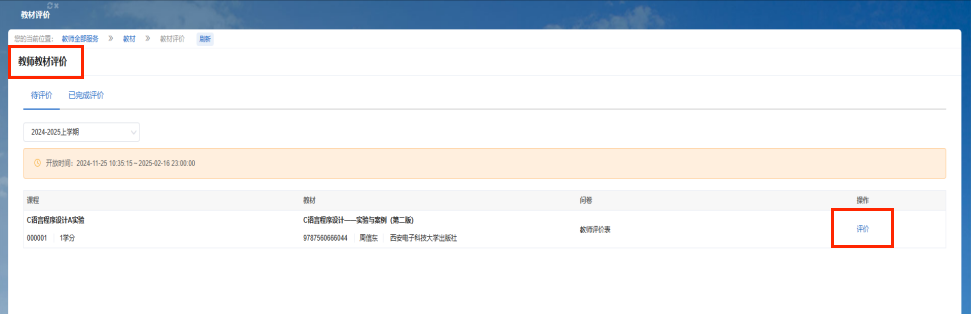 教材评价
您的当前位置： 教师全部服务 » 教材 » 教材评价 刷新
教师教材评价
待评价 已完成评价
2024-2025上学期
开放时间：2024-11-25 10:35:15 ~ 2025-02-16 23:00:00
课程 教材 问卷 操作
C语言程序设计A实验 C语言程序设计——实验与案例（第二版）
教师评价表 评价
000001 1学分 9787560666044 周信东 西安电子科技大学出版社